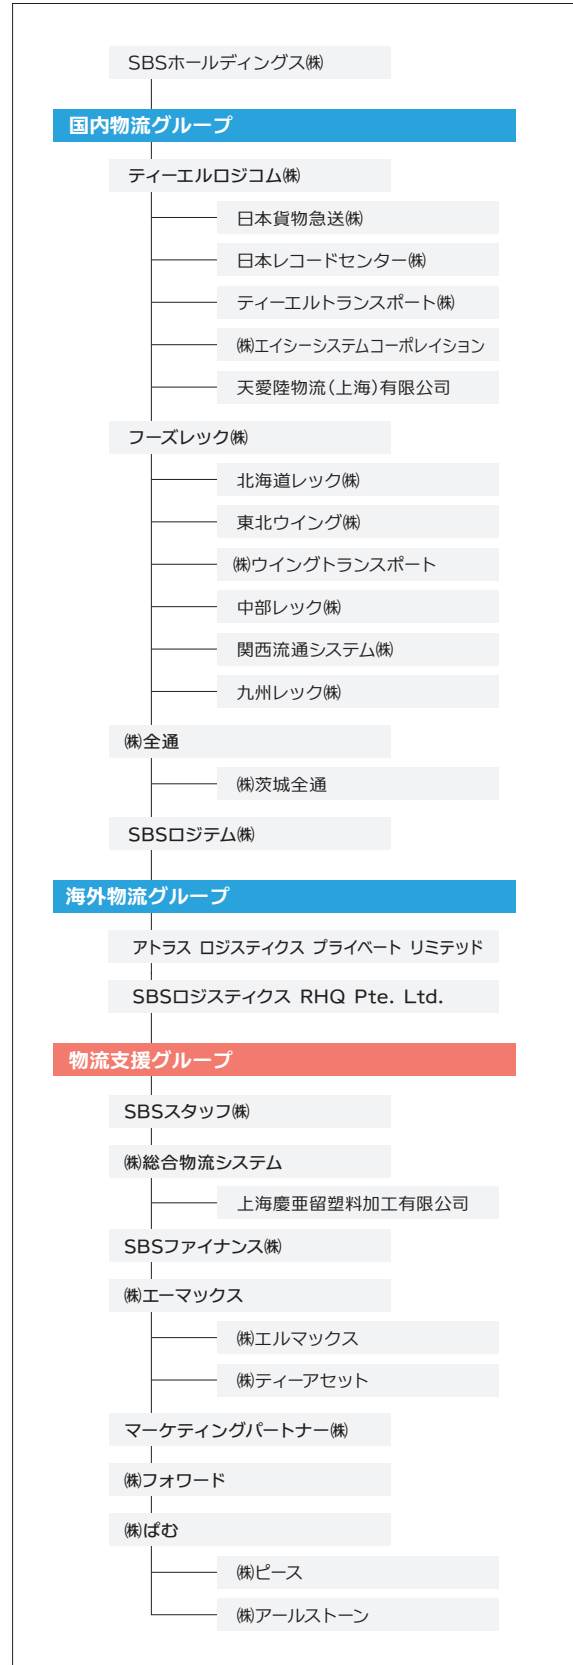 SBSホールディングス㈱
国内物流グループ
ティーエルロジコム㈱
日本貨物急送㈱
日本レコードセンター㈱
ティーエルトランスポート㈱
㈱エイシーシステムコーポレイション
天愛陸物流(上海)有限公司
フーズレック㈱
北海道レック㈱
東北ウイング㈱
㈱ウイングトランスポート
中部レック㈱
関西流通システム㈱
九州レック㈱
㈱全通
㈱茨城全通
SBSロジテム㈱
海外物流グループ
アトラス ロジスティクス プライベート リミテッド
SBSロジスティクス RHQ Pte. Ltd.
物流支援グループ
SBSスタッフ㈱
㈱総合物流システム
上海慶亜留塑料加工有限公司
SBSファイナンス㈱
㈱エーマックス
㈱エルマックス
㈱ティーアセット
マーケティングパートナー㈱
㈱フォワード
㈱ぱむ
㈱ピース
㈱アールストーン